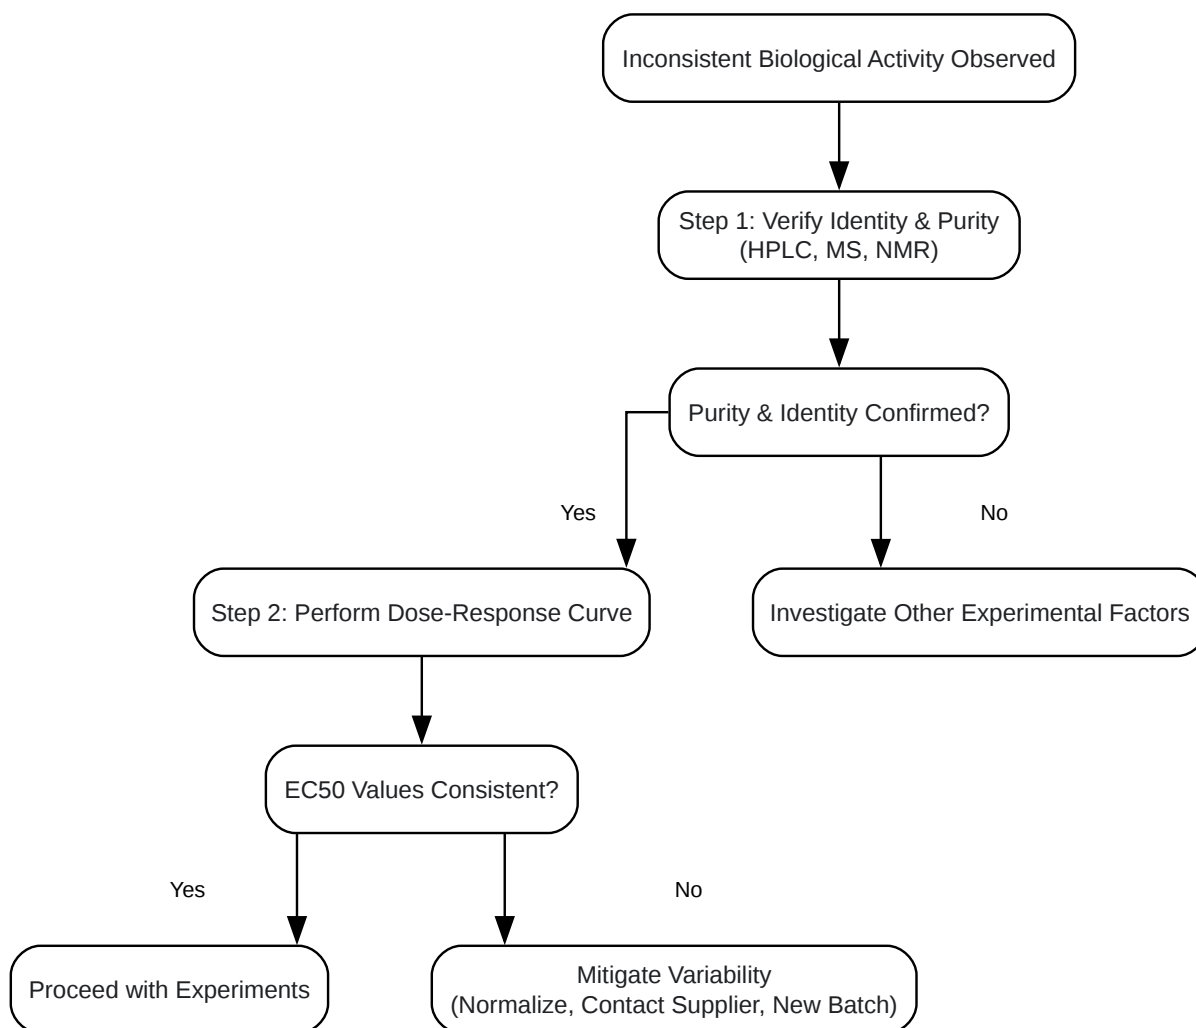 Inconsistent Biological Activity Observed
Step 1: Verify Identity & Purity
(HPLC, MS, NMR)
Purity & Identity Confirmed?
Yes
No
Step 2: Perform Dose-Response Curve
Investigate Other Experimental Factors
EC50 Values Consistent?
Yes
No
Proceed with Experiments
Mitigate Variability
(Normalize, Contact Supplier, New Batch)